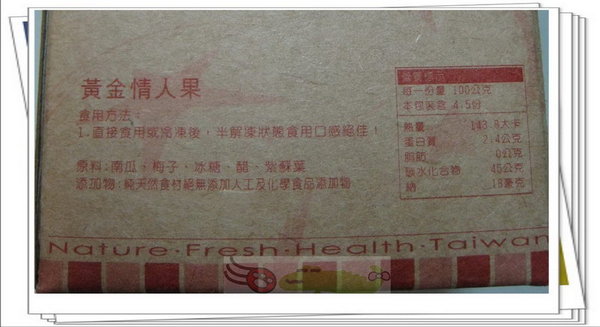 黃金情人果
食用方法：
1.直接食用或冷凍後，半解凍狀態食用口感絕佳！
原料:南瓜、梅子、冰糖、醋、紫蘇葉
添加物:純天然食材絕無添加人工及化學食品添加物
營養標示
每一份量 100公克
本包裝含 4.5份
熱量 143.8大卡
蛋白質 2.4公克
脂肪 0公克
碳水化合物 45公克
鈉 18毫克
Nature·Fresh·Health·Taiwan